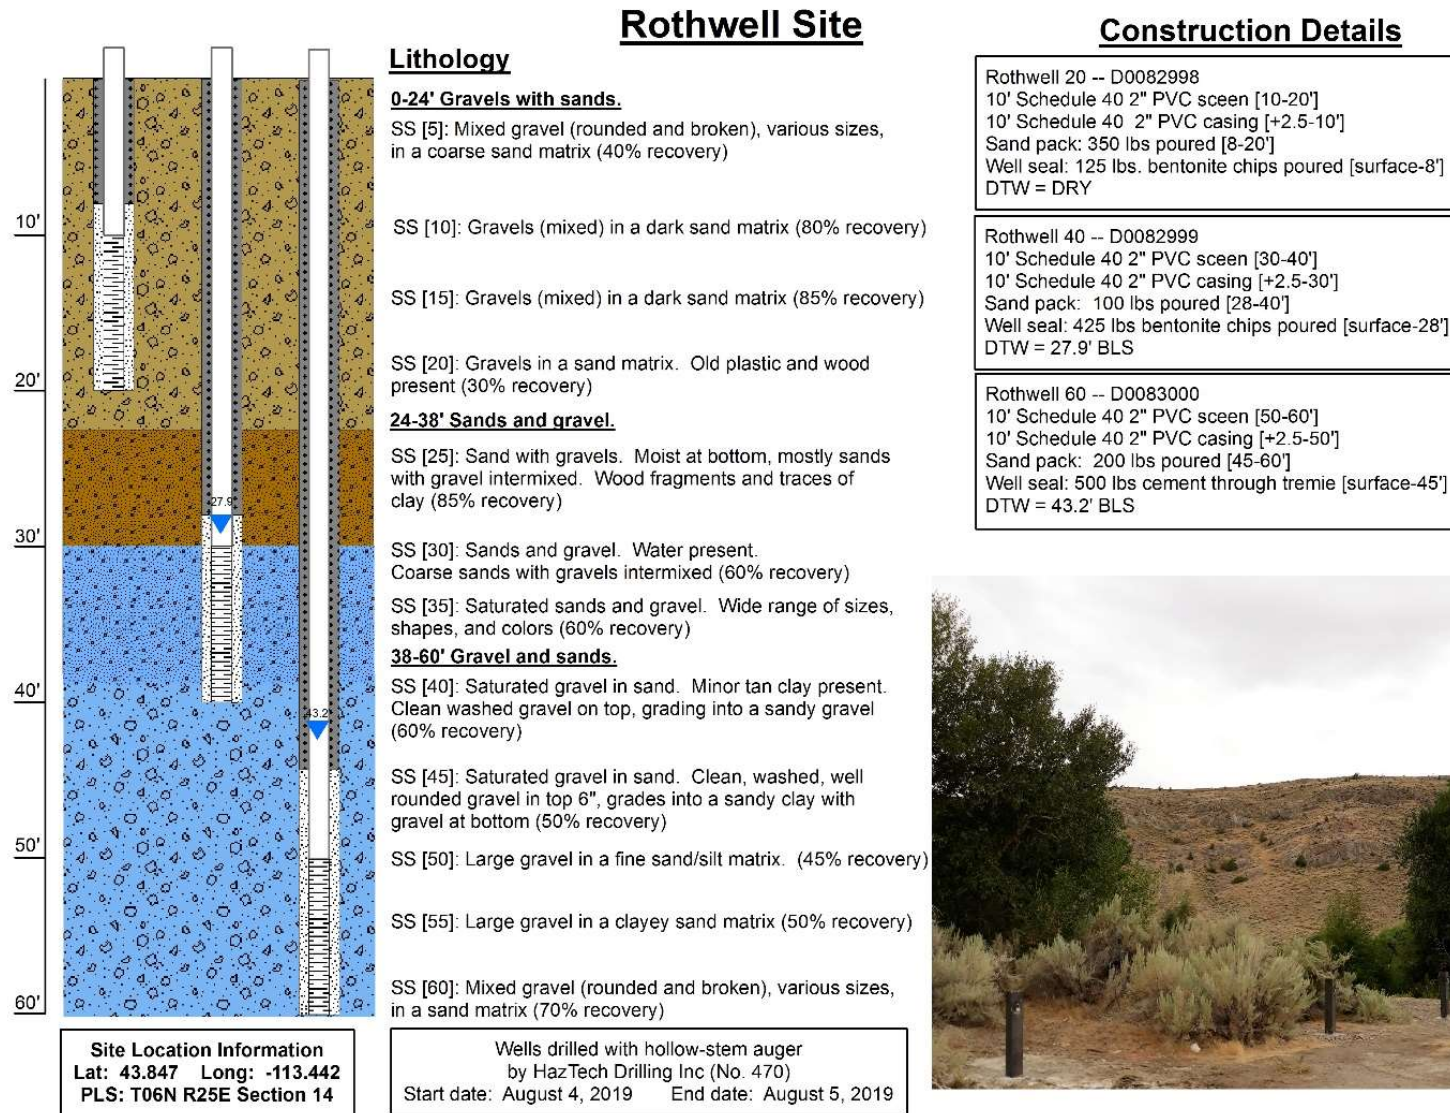 Rothwell Site
Lithology
0-24' Gravels with sands.
SS [5]: Mixed gravel (rounded and broken), various sizes,
in a coarse sand matrix (40% recovery)
SS [10]: Gravels (mixed) in a dark sand matrix (80% recovery)
SS [15]: Gravels (mixed) in a dark sand matrix (85% recovery)
SS [20]: Gravels in a sand matrix.  Old plastic and wood
present (30% recovery)
24-38' Sands and gravel.
SS [25]: Sand with gravels.  Moist at bottom, mostly sands
with gravel intermixed.  Wood fragments and traces of
clay (85% recovery)
SS [30]: Sands and gravel.  Water present.
Coarse sands with gravels intermixed (60% recovery)
SS [35]: Saturated sands and gravel.  Wide range of sizes,
shapes, and colors (60% recovery)
38-60' Gravel and sands.
SS [40]: Saturated gravel in sand.  Minor tan clay present.
Clean washed gravel on top, grading into a sandy gravel
(60% recovery)
SS [45]: Saturated gravel in sand.  Clean, washed, well
rounded gravel in top 6", grades into a sandy clay with
gravel at bottom (50% recovery)
SS [50]: Large gravel in a fine sand/silt matrix.  (45% recovery)
SS [55]: Large gravel in a clayey sand matrix (50% recovery)
SS [60]: Mixed gravel (rounded and broken), various sizes,
in a sand matrix (70% recovery)
10'
20'
30'
40'
50'
60'
27.9
43.2
Construction Details
Rothwell 20 -- D0082998
10' Schedule 40 2" PVC sceen [10-20']
10' Schedule 40  2" PVC casing [+2.5-10']
Sand pack: 350 lbs poured [8-20']
Well seal: 125 lbs. bentonite chips poured [surface-8']
DTW = DRY
Rothwell 40 -- D0082999
10' Schedule 40 2" PVC sceen [30-40']
10' Schedule 40 2" PVC casing [+2.5-30']
Sand pack:  100 lbs poured [28-40']
Well seal: 425 lbs bentonite chips poured [surface-28']
DTW = 27.9' BLS
Rothwell 60 -- D0083000
10' Schedule 40 2" PVC sceen [50-60']
10' Schedule 40 2" PVC casing [+2.5-50']
Sand pack:  200 lbs poured [45-60']
Well seal: 500 lbs cement through tremie [surface-45']
DTW = 43.2' BLS
Site Location Information
Lat:  43.847    Long:  -113.442
PLS: T06N R25E Section 14
Wells drilled with hollow-stem auger
by HazTech Drilling Inc (No. 470)
Start date:  August 4, 2019      End date:  August 5, 2019